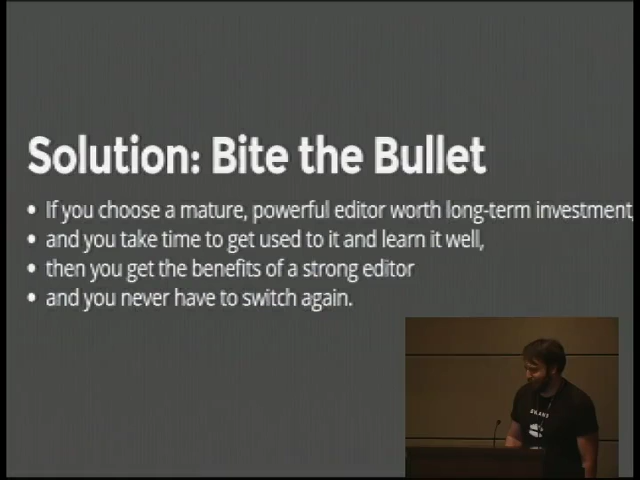 Solution: Bite the Bullet
• If you choose a mature, powerful editor worth long-term investment,
• and you take time to get used to it and learn it well,
• then you get the benefits of a strong editor
• and you never have to switch again.